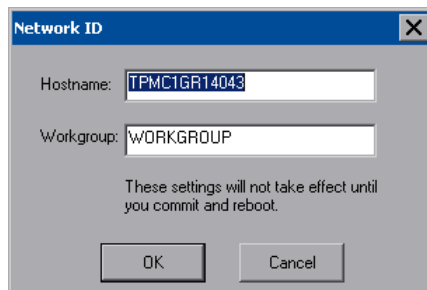 Network ID
Hostname: TPMC1GR14043
Workgroup: WORKGROUP
These settings will not take effect until
you commit and reboot.
OK Cancel